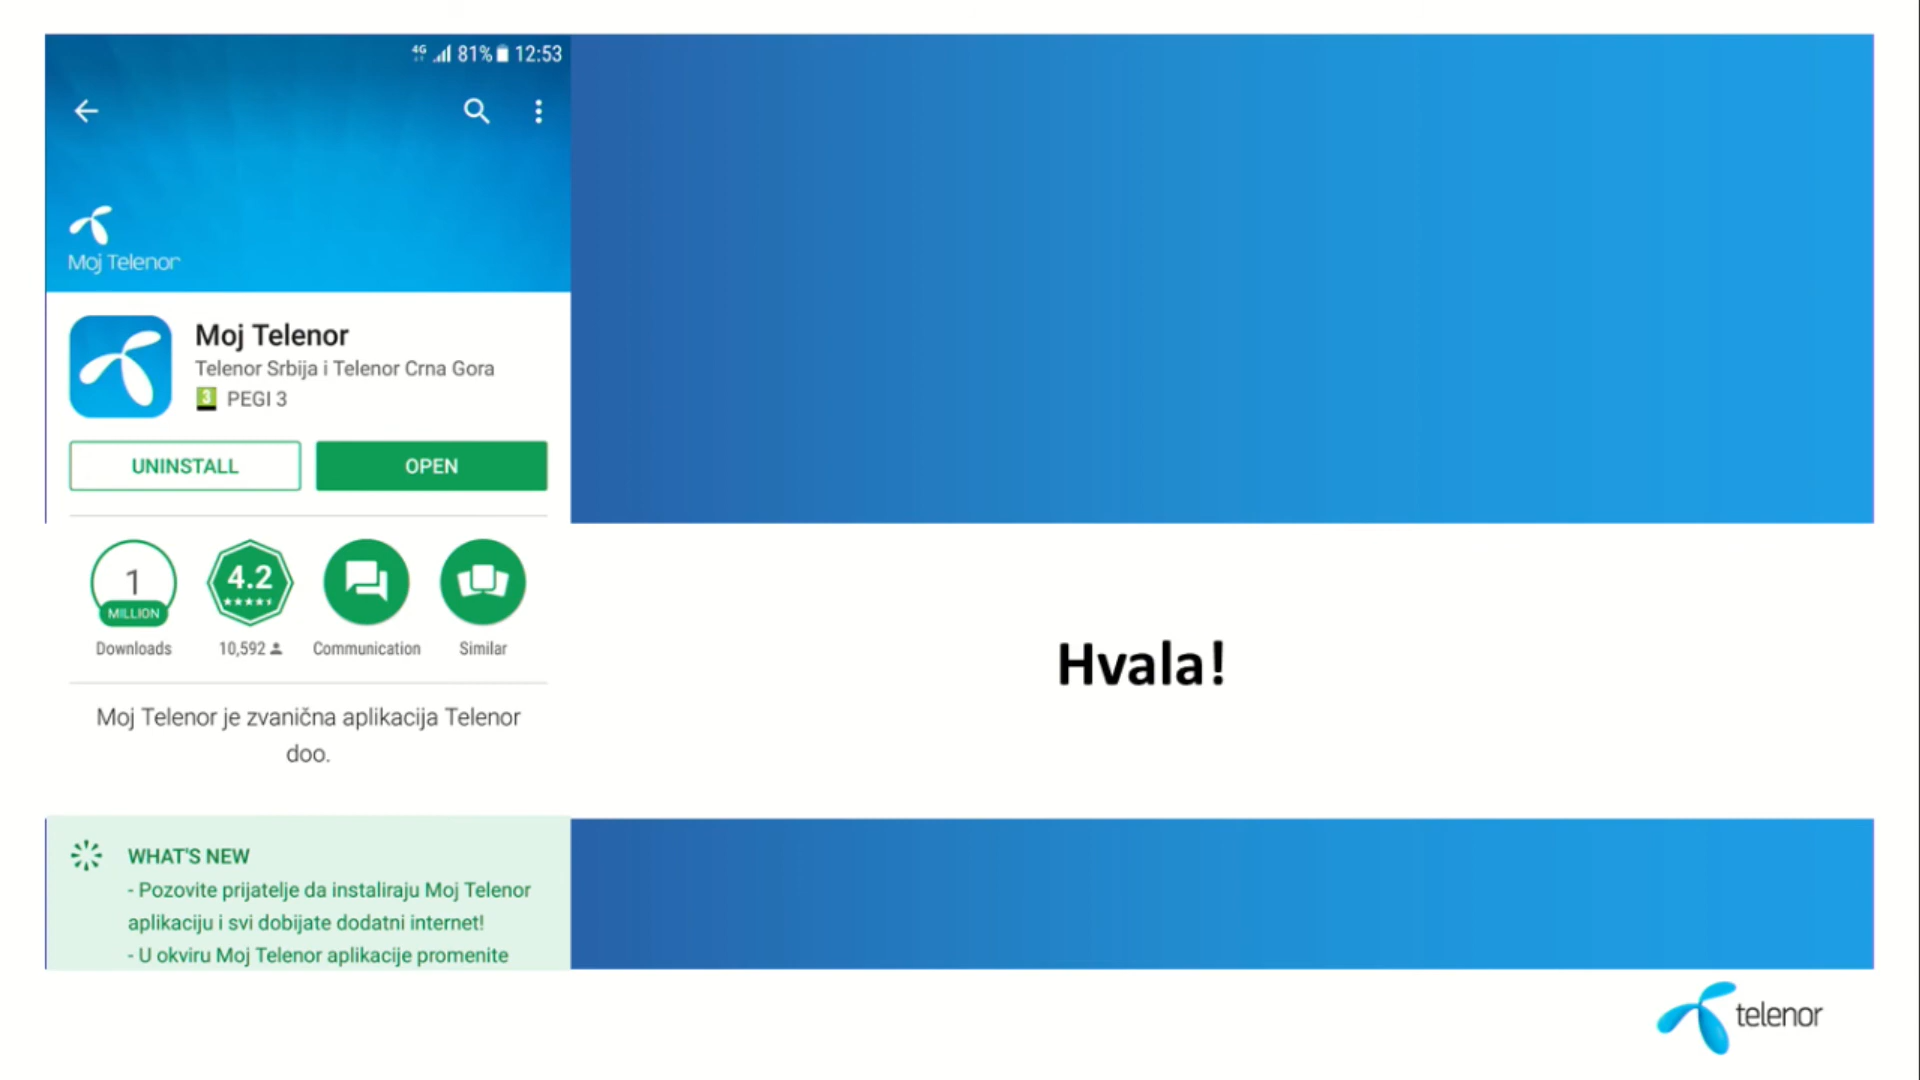 4G 81% 12:53
Moj Telenor
Moj Telenor
Telenor Srbija i Telenor Crna Gora
3 PEGI 3
UNINSTALL OPEN
1 MILLION 4.2
Downloads 10,592 Communication Similar
Moj Telenor je zvanična aplikacija Telenor
doo.
WHAT'S NEW
- Pozovite prijatelje da instaliraju Moj Telenor
aplikaciju i svi dobijate dodatni internet!
- U okviru Moj Telenor aplikacije promenite
Hvala!
telenor